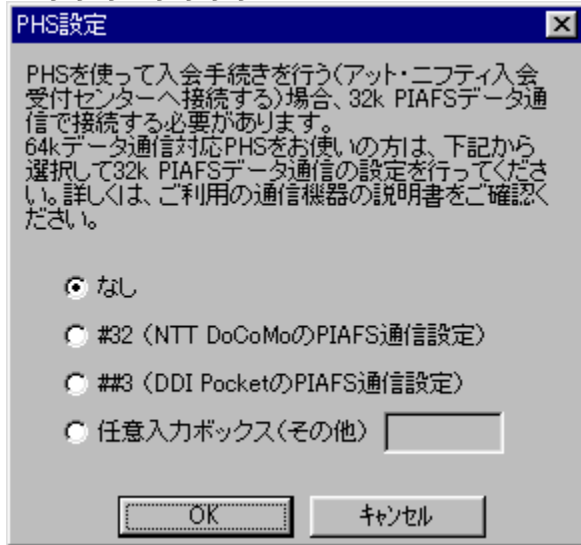 PHS設定
PHSを使って入会手続きを行う(アット・ニフティ入会
受付センターへ接続する)場合、32k PIAFSデータ通
信で接続する必要があります。
64kデータ通信対応PHSをお使いの方は、下記から
選択して32k PIAFSデータ通信の設定を行ってくださ
い。詳しくは、ご利用の通信機器の説明書をご確認く
ださい。
なし
#32（NTT DoCoMoのPIAFS通信設定）
##3（DDI PocketのPIAFS通信設定）
任意入力ボックス(その他)
OK
ｷｬﾝｾﾙ